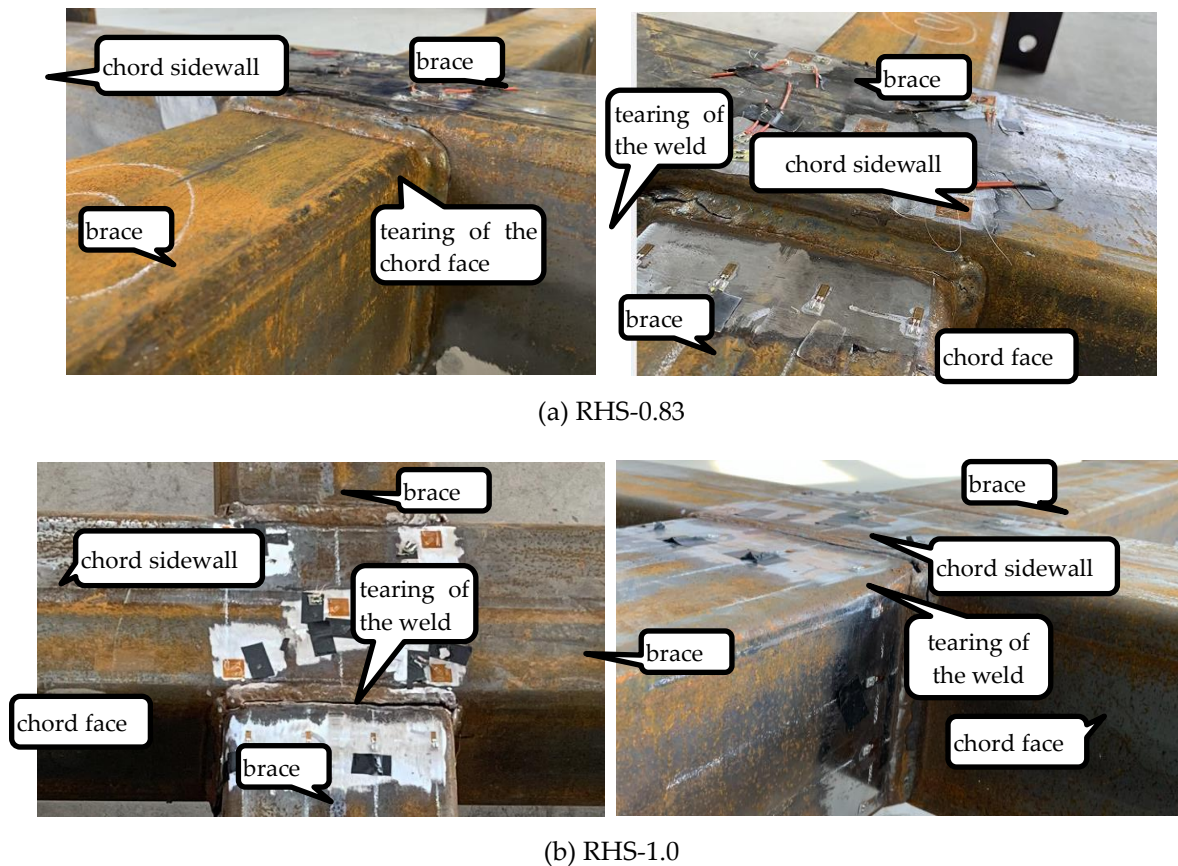 chord sidewall
brace
brace
tearing of the
chord face
brace
tearing of
the weld
chord sidewall
brace
chord face
(a) RHS-0.83
brace
chord sidewall
tearing of
the weld
brace
chord face
brace
brace
chord sidewall
tearing of
the weld
chord face
(b) RHS-1.0